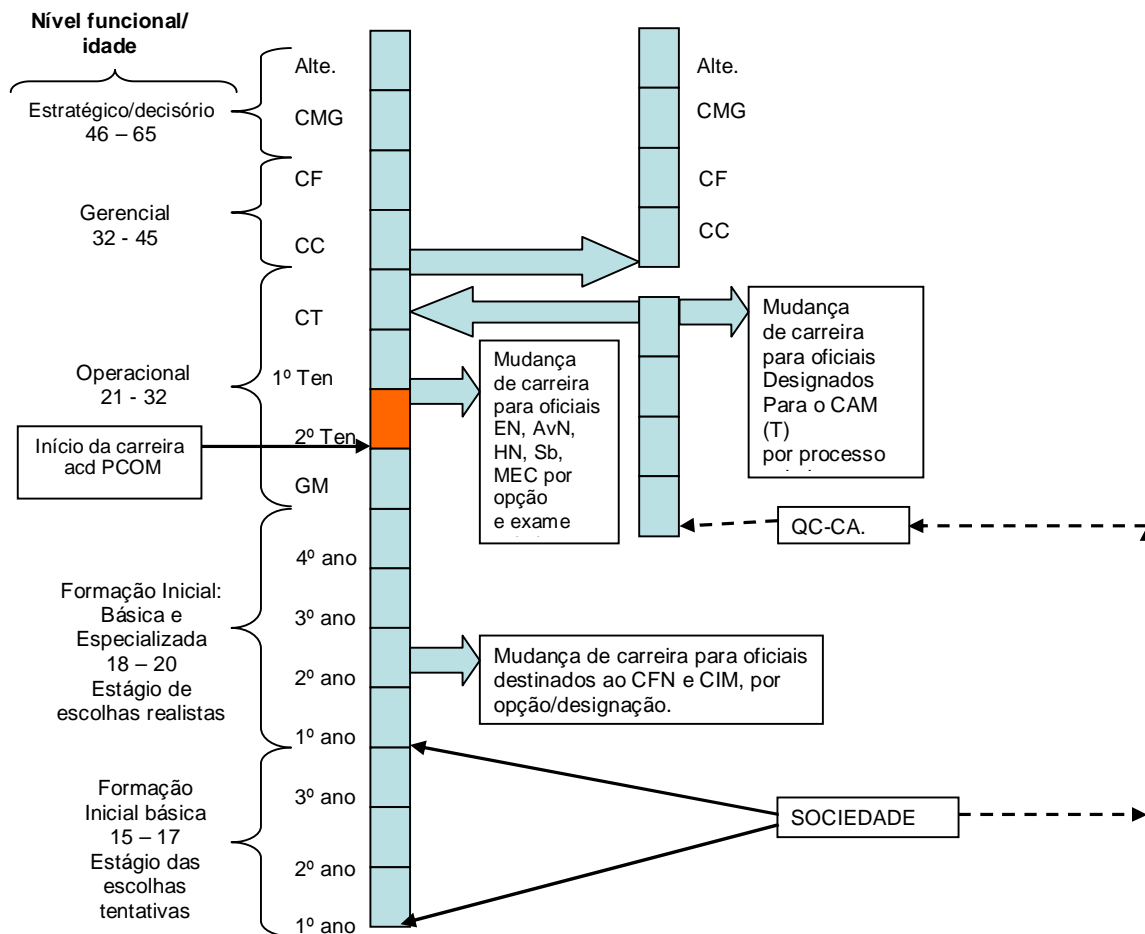 Nível funcional/
idade
Estratégico/decisório
46 – 65
Gerencial
32 - 45
Operacional
21 - 32
Início da carreira
acd PCOM
Formação Inicial:
Básica e
Especializada
18 – 20
Estágio de
escolhas realistas
Formação
Inicial básica
15 – 17
Estágio das
escolhas
tentativas
Alte.
CMG
CF
CC
CT
1º Ten
2º Ten
GM
4º ano
3º ano
2º ano
1º ano
3º ano
2º ano
1º ano
Alte.
CMG
CF
CC
Mudança
de carreira
para oficiais
EN, AvN,
HN, Sb,
MEC por
opção
e exame
Mudança
de carreira
para oficiais
Designados
Para o CAM
(T)
por processo
QC-CA.
Mudança de carreira para oficiais
destinados ao CFN e CIM, por
opção/designação.
SOCIEDADE